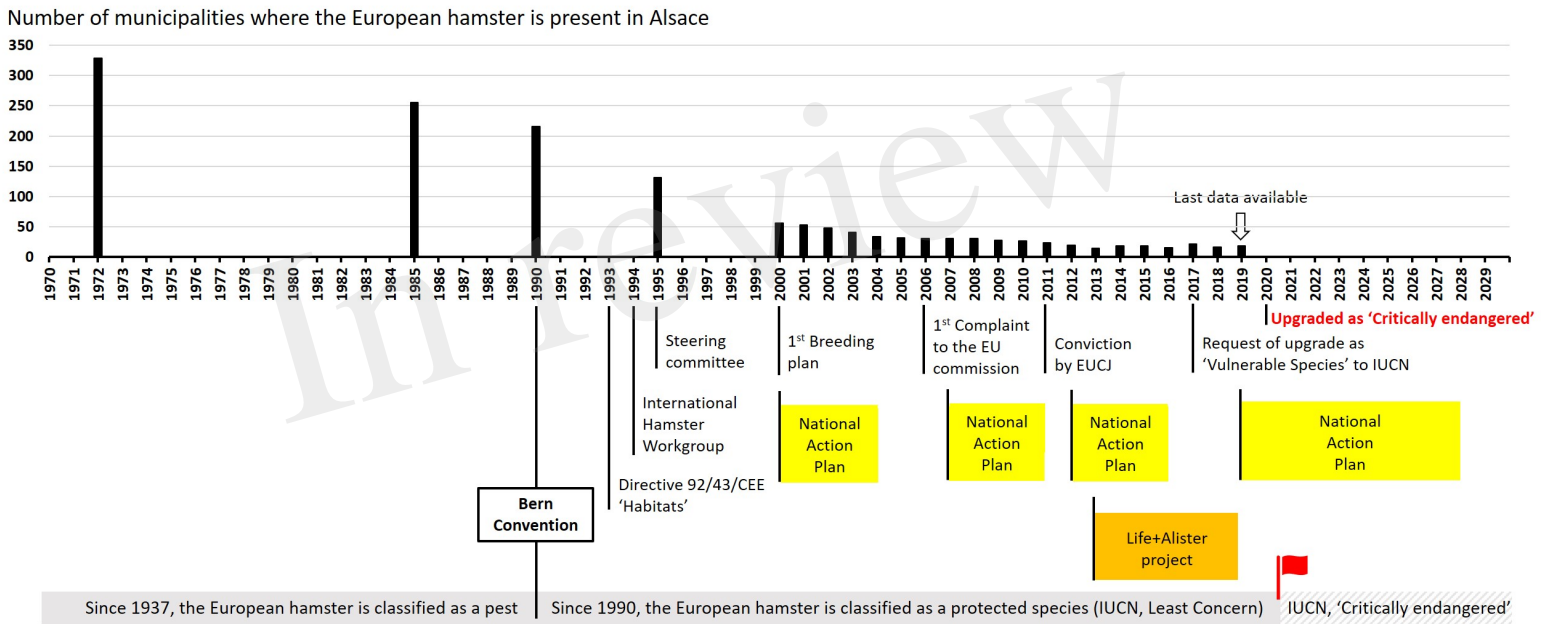 Number of municipalities where the European hamster is present in Alsace
350
300
250
200
150
100
50
0
Last data available
1970
1971
1972
1973
1974
1975
1976
1977
1978
1979
1980
1981
1982
1983
1984
1985
1986
1987
1988
1989
1990
1991
1992
1993
1994
1995
1996
1997
1998
1999
2000
2001
2002
2003
2004
2005
2006
2007
2008
2009
2010
2011
2012
2013
2014
2015
2016
2017
2018
2019
2020
2021
2022
2023
2024
2025
2026
2027
2028
2029
Upgraded as ‘Critically endangered’
Steering
committee
1st Breeding
plan
1st Complaint
to the EU
commission
Conviction
by EUCJ
Request of upgrade as
‘Vulnerable Species’ to IUCN
International
Hamster
Workgroup
National
Action
Plan
National
Action
Plan
National
Action
Plan
National
Action
Plan
Directive 92/43/CEE
‘Habitats’
Bern
Convention
Life+Alister
project
Since 1937, the European hamster is classified as a pest
Since 1990, the European hamster is classified as a protected species (IUCN, Least Concern)
IUCN, ‘Critically endangered’
In review